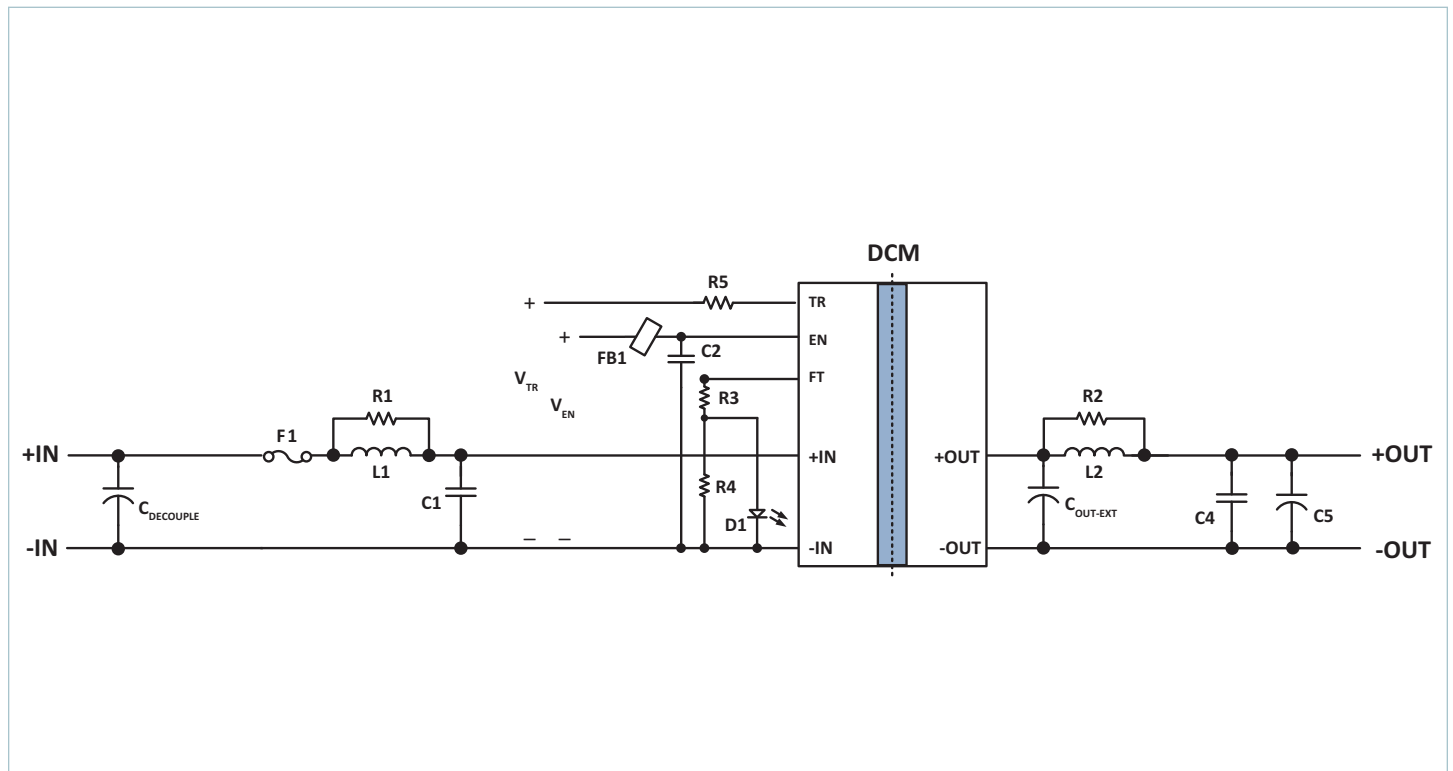 DCM
R5
+
TR
+
FB1
C2
EN
FT
V_TR
V_EN
R3
R1
F1
L1
+IN
C_DECOUPLE
C1
R4
D1
+IN
-IN
– –
-IN
+OUT
-OUT
R2
L2
C_OUT-EXT
C4
C5
+OUT
-OUT